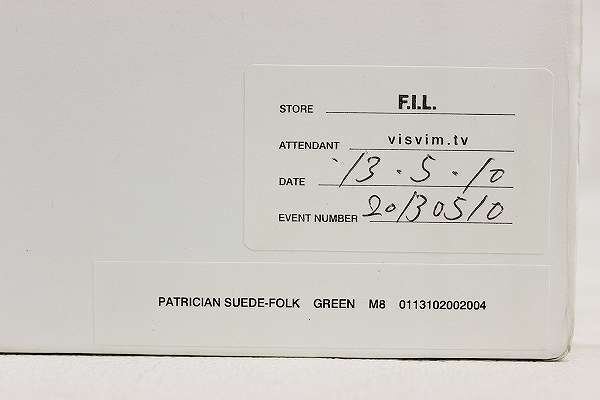 STORE F.I.L.
ATTENDANT visvim.tv
DATE '13.5.10
EVENT NUMBER 20130510
PATRICIAN SUEDE-FOLK GREEN M8 0113102002004